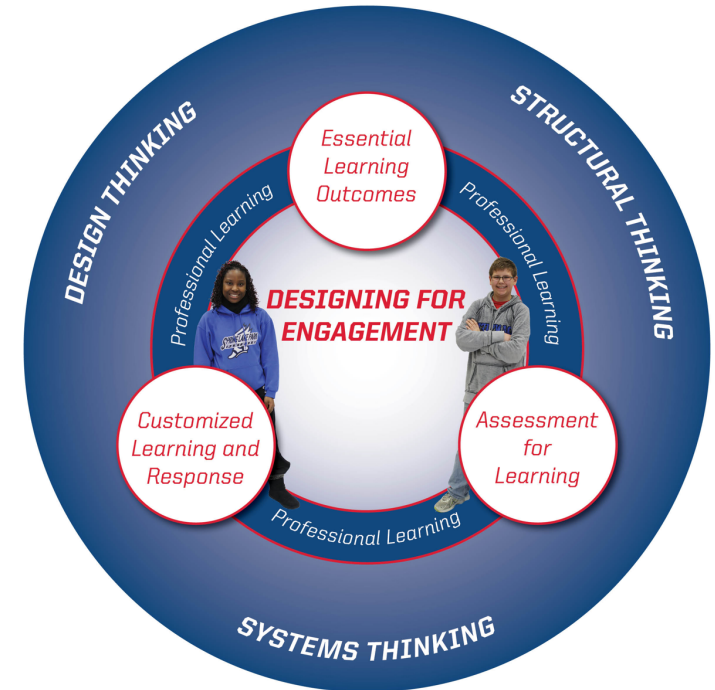 DESIGN THINKING
STRUCTURAL THINKING
Essential
Learning
Outcomes
Professional Learning
Professional Learning
DESIGNING FOR
ENGAGEMENT
Customized
Learning and
Response
Assessment
for
Learning
Professional Learning
SYSTEMS THINKING